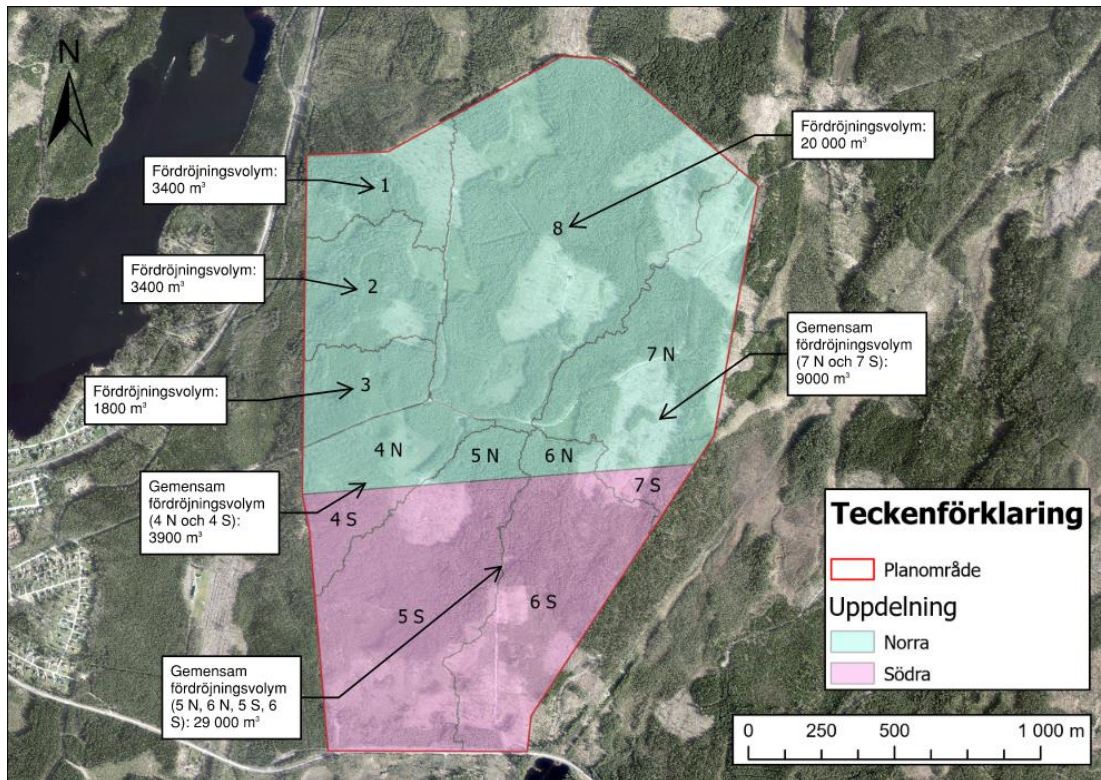 N
Fördröjningsvolym:
20 000 m³
Fördröjningsvolym:
3400 m³
1
8
Fördröjningsvolym:
3400 m³
2
Gemensam
fördröjningsvolym
(7 N och 7 S):
9000 m³
7 N
Fördröjningsvolym:
1800 m³
3
4 N
5 N
6 N
Gemensam
fördröjningsvolym
(4 N och 4 S):
3900 m³
4 S
7 S
5 S
6 S
Gemensam
fördröjningsvolym
(5 N, 6 N, 5 S, 6
S): 29 000 m³
Teckenförklaring
Planområde
Uppdelning
Norra
Södra
0 250 500 1 000 m